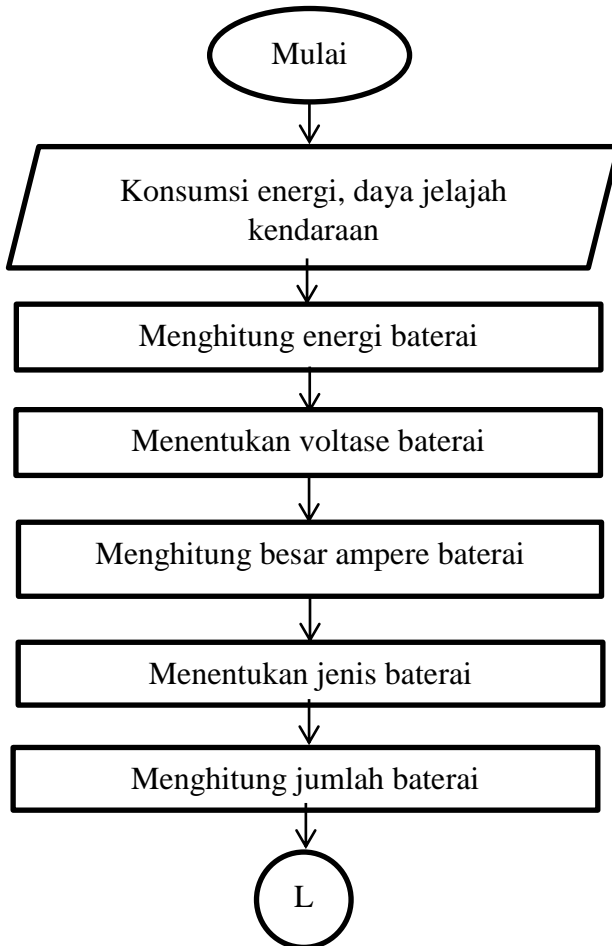 Mulai
Konsumsi energi, daya jelajah
kendaraan
Menghitung energi baterai
Menentukan voltase baterai
Menghitung besar ampere baterai
Menentukan jenis baterai
Menghitung jumlah baterai
L